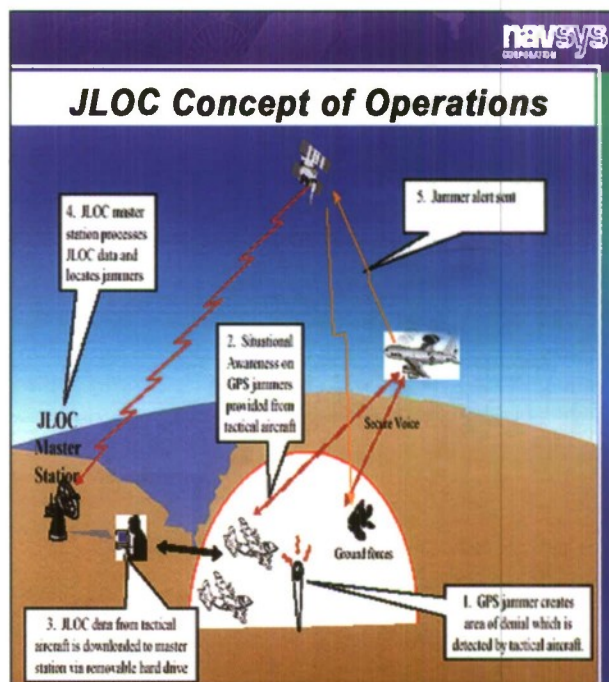 navsys
CORPORATION
JLOC Concept of Operations
4. JLOC master
station processes
JLOC data and
locates jammers
5. Jammer alert sent
2. Situational
Awareness on
GPS jammers
provided from
tactical aircraft
JLOC
Master
Station
Secure Voice
Ground forces
3. JLOC data from tactical
aircraft is downloaded to master
station via removable hard drive
1. GPS jammer creates
area of denial which is
detected by tactical aircraft.